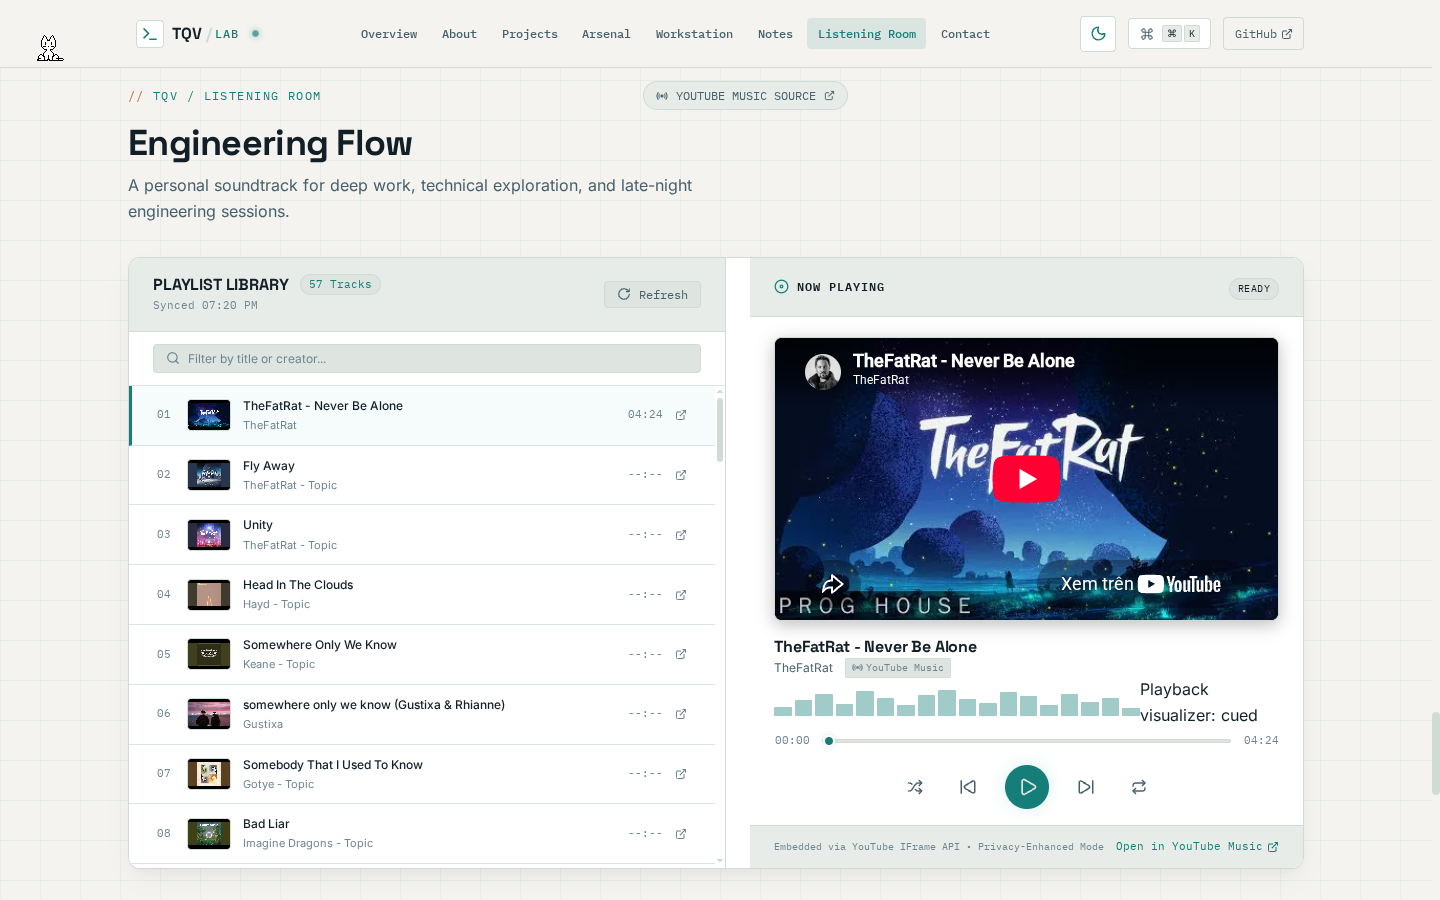 TQV / LAB
Overview
About
Projects
Arsenal
Workstation
Notes
Listening Room
Contact
⌘ ⌘ K
GitHub
// TQV / LISTENING ROOM
YOUTUBE MUSIC SOURCE
Engineering Flow
A personal soundtrack for deep work, technical exploration, and late-night
engineering sessions.
PLAYLIST LIBRARY
57 Tracks
Synced 07:20 PM
Refresh
Filter by title or creator...
01
TheFatRat - Never Be Alone
TheFatRat
04:24
02
Fly Away
TheFatRat - Topic
--:--
03
Unity
TheFatRat - Topic
--:--
04
Head In The Clouds
Hayd - Topic
--:--
05
Somewhere Only We Know
Keane - Topic
--:--
06
somewhere only we know (Gustixa & Rhianne)
Gustixa
--:--
07
Somebody That I Used To Know
Gotye - Topic
--:--
08
Bad Liar
Imagine Dragons - Topic
--:--
NOW PLAYING
READY
TheFatRat - Never Be Alone
TheFatRat
TheFatRat
Xem trên YouTube
PROG HOUSE
TheFatRat - Never Be Alone
TheFatRat
YouTube Music
Playback
visualizer: cued
00:00
04:24
Embedded via YouTube IFrame API • Privacy-Enhanced Mode
Open in YouTube Music